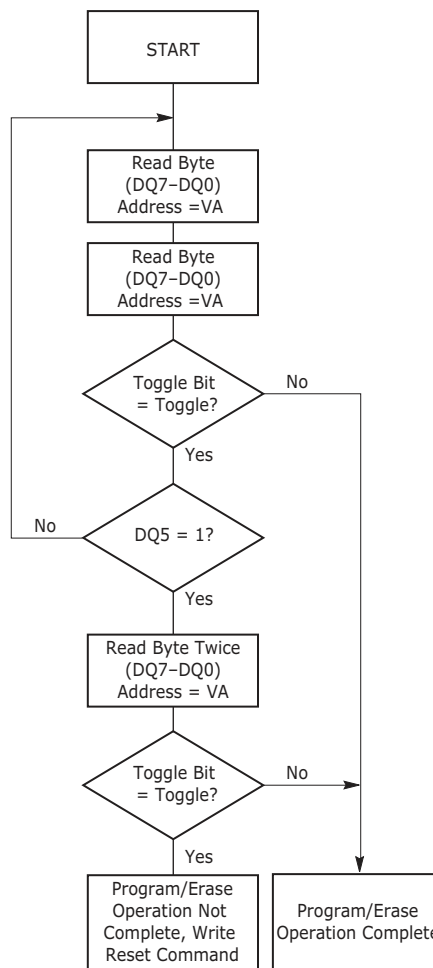 START
Read Byte
(DQ7–DQ0)
Address =VA
Read Byte
(DQ7–DQ0)
Address =VA
Toggle Bit
= Toggle?
No
Yes
No
DQ5 = 1?
Yes
Read Byte Twice
(DQ7–DQ0)
Address = VA
Toggle Bit
= Toggle?
No
Yes
Program/Erase
Operation Not
Complete, Write
Reset Command
Program/Erase
Operation Complete